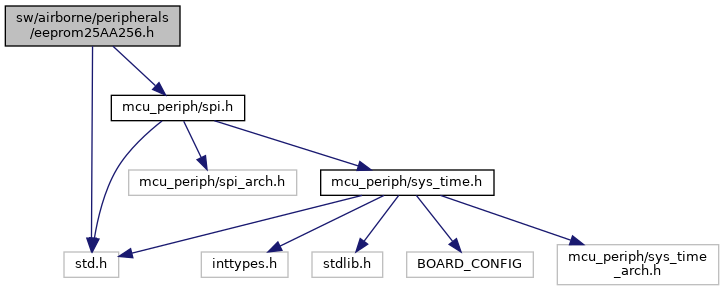 sw/airborne/peripherals
/eeprom25AA256.h
mcu_periph/spi.h
mcu_periph/spi_arch.h
mcu_periph/sys_time.h
std.h
inttypes.h
stdlib.h
BOARD_CONFIG
mcu_periph/sys_time
_arch.h